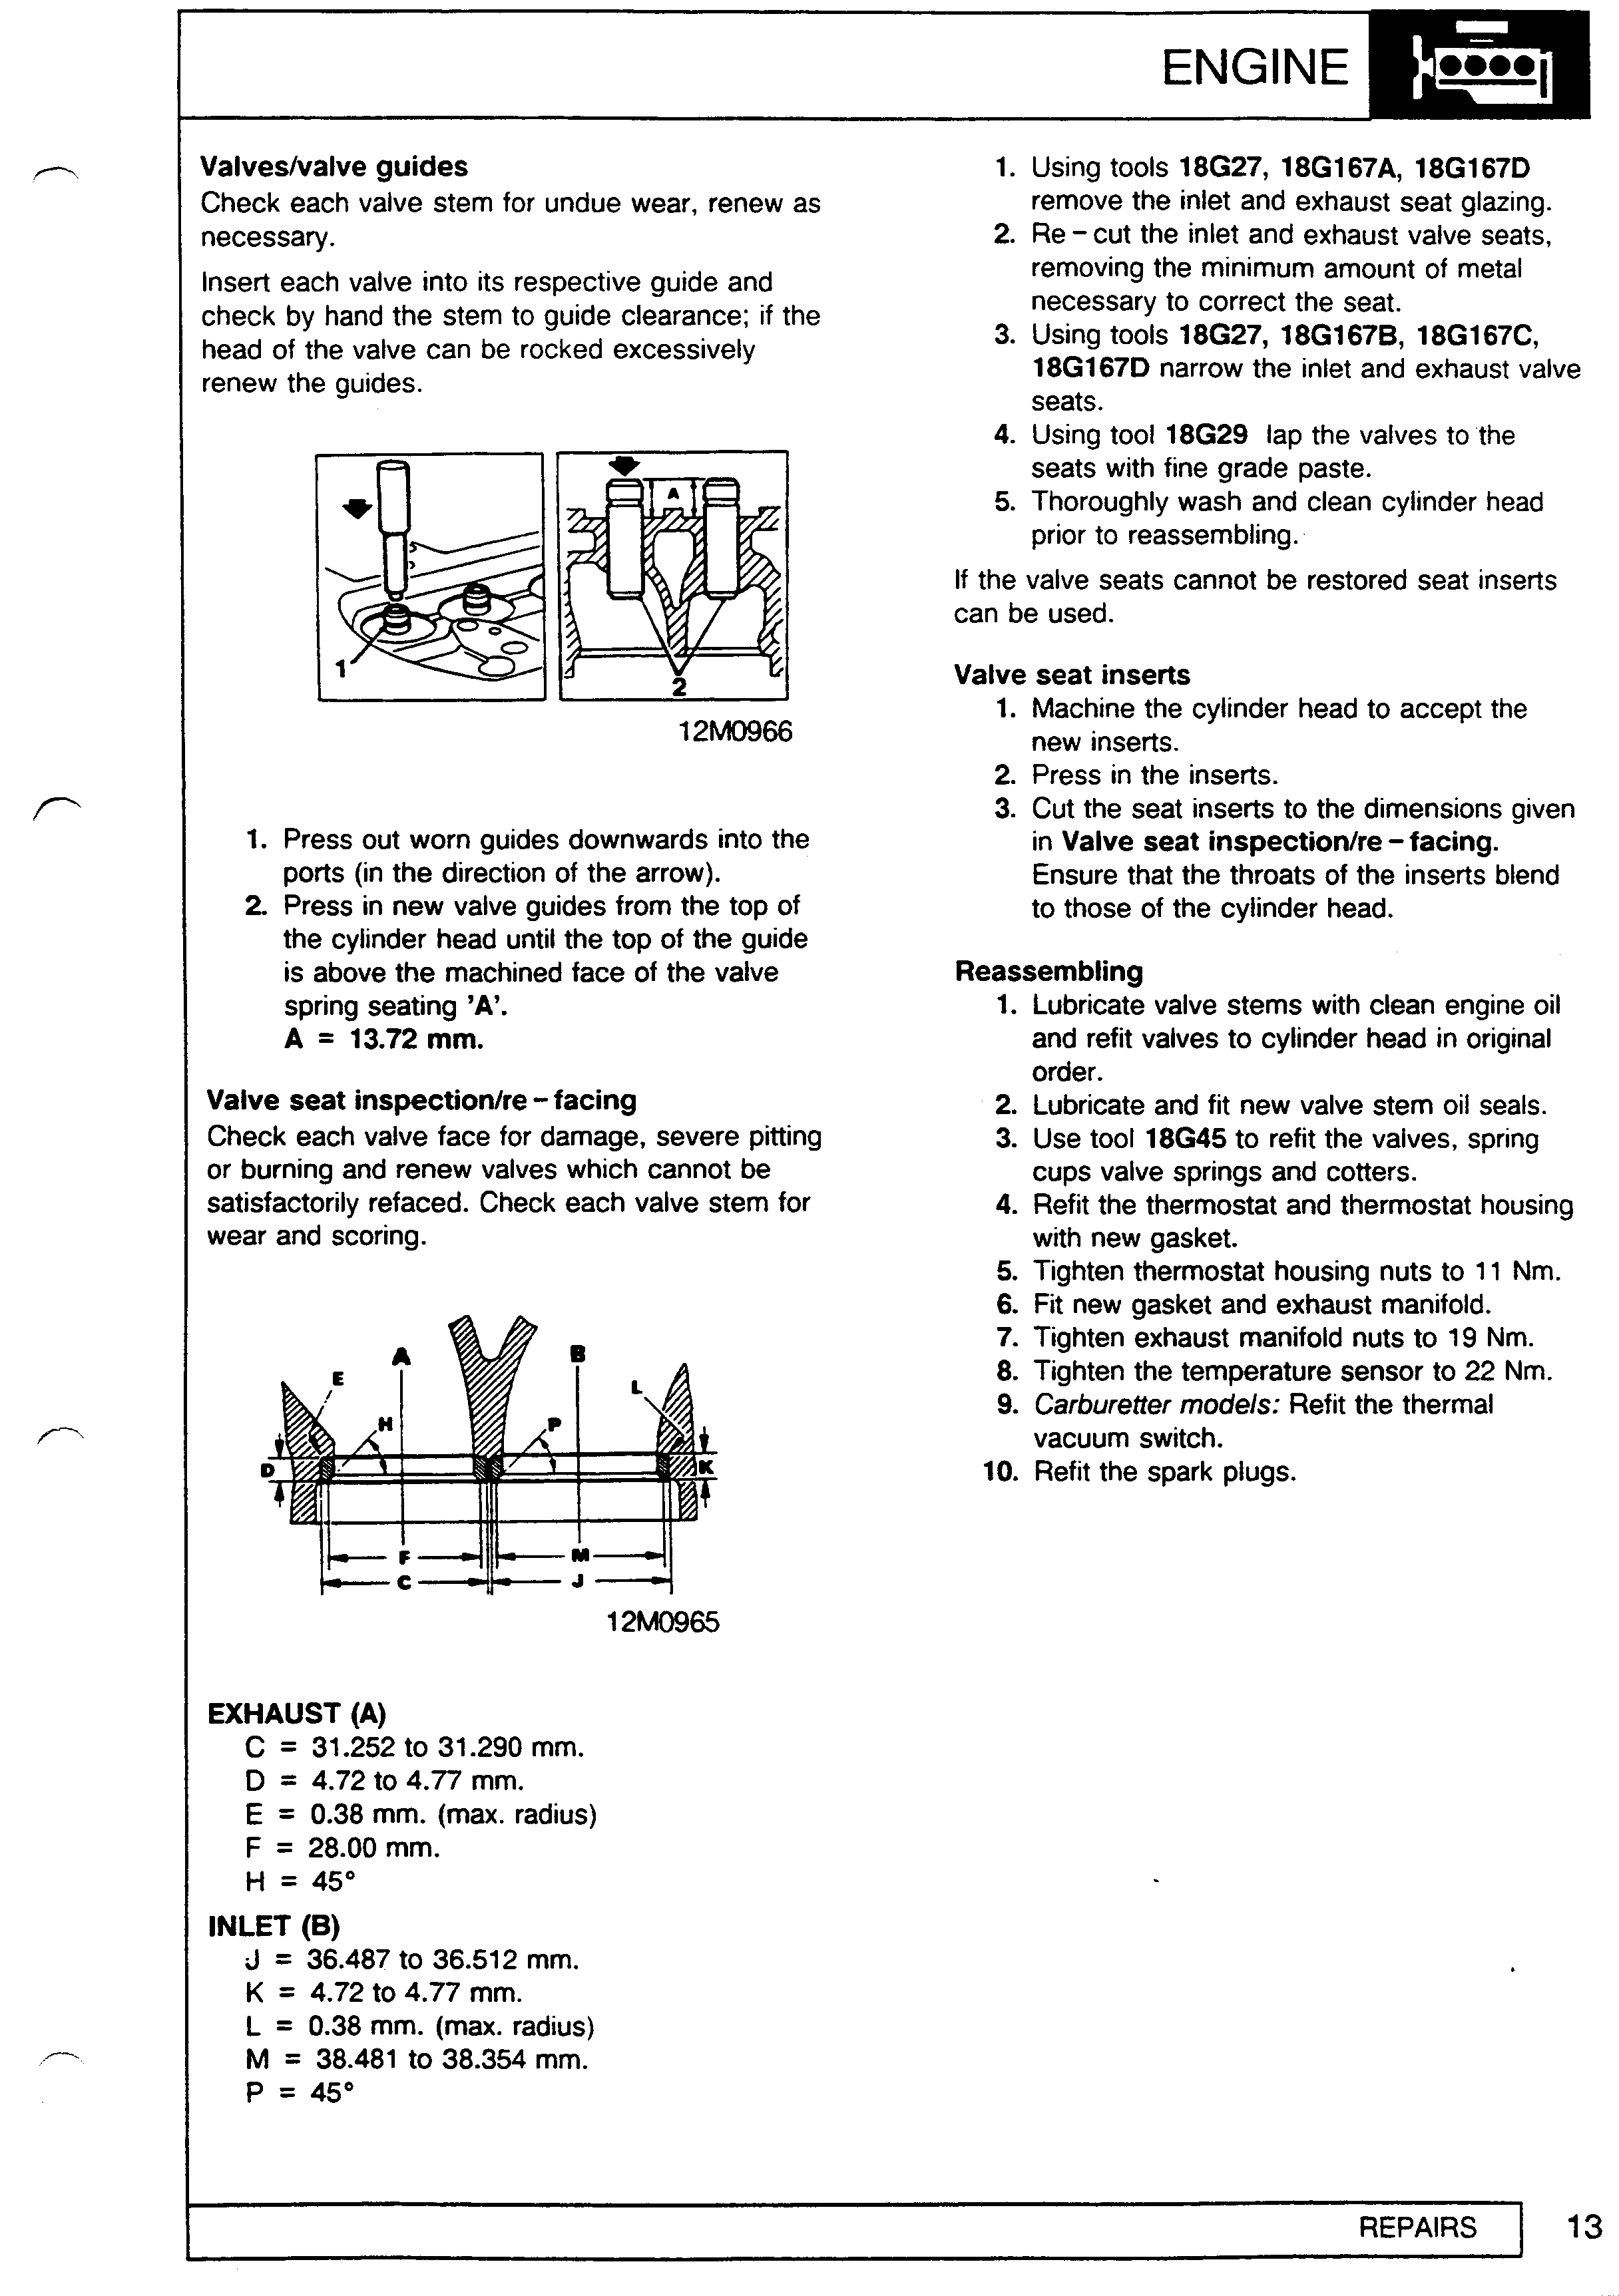 ENGINE
Valves/valve guides
Check each valve stem for undue wear, renew as
necessary.
Insert each valve into its respective guide and
check by hand the stem to guide clearance; if the
head of the valve can be rocked excessively
renew the guides.
A
1
2
12M0966
1. Press out worn guides downwards into the
ports (in the direction of the arrow).
2. Press in new valve guides from the top of
the cylinder head until the top of the guide
is above the machined face of the valve
spring seating 'A'.
A = 13.72 mm.
Valve seat inspection/re – facing
Check each valve face for damage, severe pitting
or burning and renew valves which cannot be
satisfactorily refaced. Check each valve stem for
wear and scoring.
A B
E L
H P
D K
F M
C J
12M0965
EXHAUST (A)
C = 31.252 to 31.290 mm.
D = 4.72 to 4.77 mm.
E = 0.38 mm. (max. radius)
F = 28.00 mm.
H = 45°
INLET (B)
J = 36.487 to 36.512 mm.
K = 4.72 to 4.77 mm.
L = 0.38 mm. (max. radius)
M = 38.481 to 38.354 mm.
P = 45°
1. Using tools 18G27, 18G167A, 18G167D
remove the inlet and exhaust seat glazing.
2. Re – cut the inlet and exhaust valve seats,
removing the minimum amount of metal
necessary to correct the seat.
3. Using tools 18G27, 18G167B, 18G167C,
18G167D narrow the inlet and exhaust valve
seats.
4. Using tool 18G29 lap the valves to the
seats with fine grade paste.
5. Thoroughly wash and clean cylinder head
prior to reassembling.
If the valve seats cannot be restored seat inserts
can be used.
Valve seat inserts
1. Machine the cylinder head to accept the
new inserts.
2. Press in the inserts.
3. Cut the seat inserts to the dimensions given
in Valve seat inspection/re – facing.
Ensure that the throats of the inserts blend
to those of the cylinder head.
Reassembling
1. Lubricate valve stems with clean engine oil
and refit valves to cylinder head in original
order.
2. Lubricate and fit new valve stem oil seals.
3. Use tool 18G45 to refit the valves, spring
cups valve springs and cotters.
4. Refit the thermostat and thermostat housing
with new gasket.
5. Tighten thermostat housing nuts to 11 Nm.
6. Fit new gasket and exhaust manifold.
7. Tighten exhaust manifold nuts to 19 Nm.
8. Tighten the temperature sensor to 22 Nm.
9. Carburetter models: Refit the thermal
vacuum switch.
10. Refit the spark plugs.
REPAIRS 13